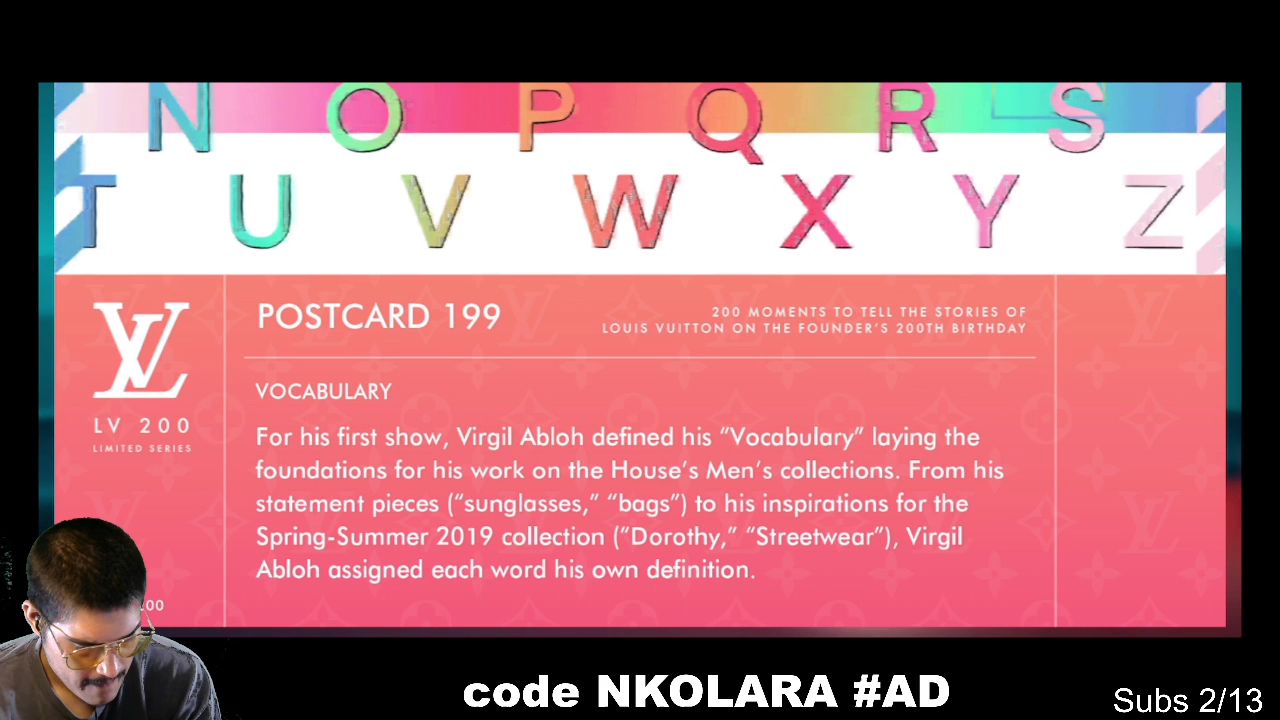 N O P Q R S
T U V W X Y Z
LV
POSTCARD 199
200 MOMENTS TO TELL THE STORIES OF
LOUIS VUITTON ON THE FOUNDER'S 200TH BIRTHDAY
LV 200
LIMITED SERIES
VOCABULARY
For his first show, Virgil Abloh defined his “Vocabulary” laying the
foundations for his work on the House’s Men’s collections. From his
statement pieces (“sunglasses,” “bags”) to his inspirations for the
Spring-Summer 2019 collection (“Dorothy,” “Streetwear”), Virgil
Abloh assigned each word his own definition.
code NKOLARA #AD
Subs 2/13